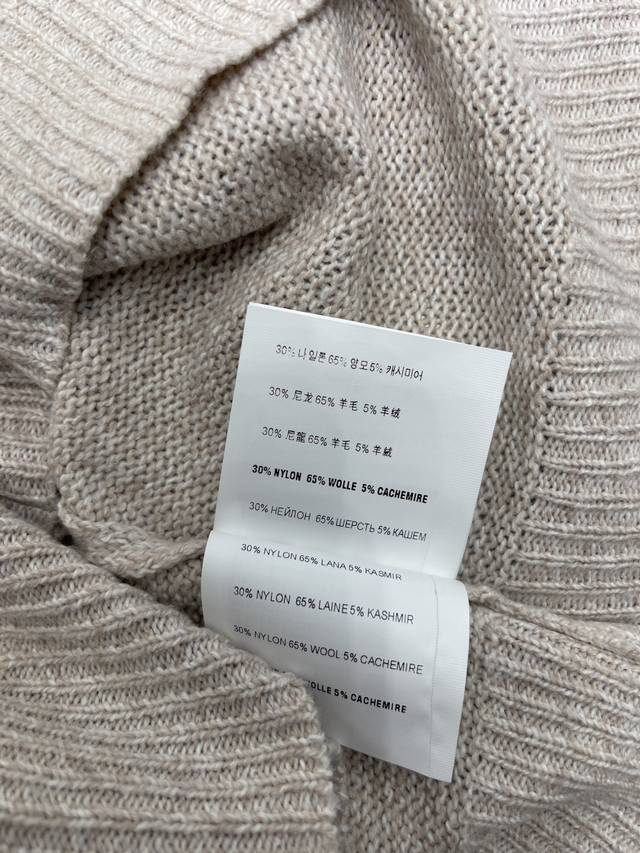 30% 나일론 65% 양모 5% 캐시미어
30% 尼龙 65% 羊毛 5% 羊绒
30% 尼龍 65% 羊毛 5% 羊絨
30% NYLON 65% WOLLE 5% CACHEMIRE
30% НЕЙЛОН 65% ШЕРСТЬ 5% КАШЕМ
30% NYLON 65% LANA 5% KASMIR
30% NYLON 65% LAINE 5% KASHMIR
30% NYLON 65% WOOL 5% CACHEMIRE
OLLE 5% CACHEMIRE